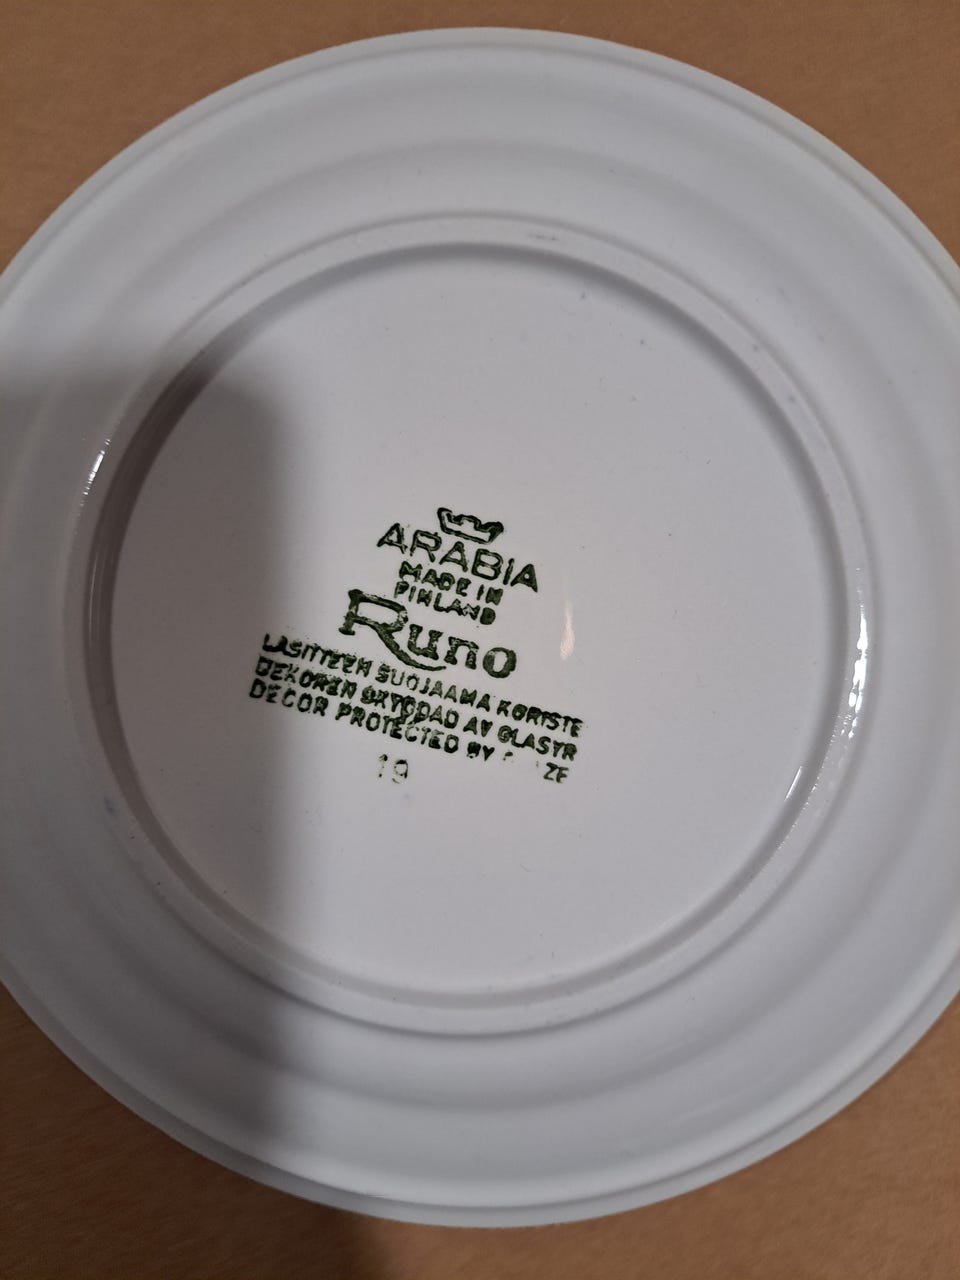 ARABIA
MADE IN
FINLAND
Runo
LASITTEEN SUOJAAMA KORISTE
DEKOREN SKYDDAD AV GLASYR
DECOR PROTECTED BY
19